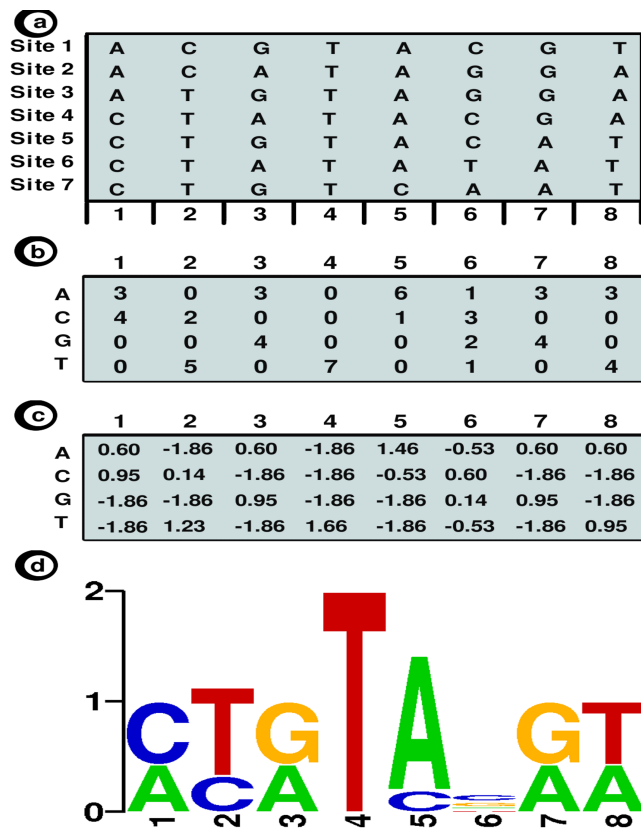 a
Site 1 A C G T A C G T
Site 2 A C A T A G G A
Site 3 A T G T A G G A
Site 4 C T A T A C G A
Site 5 C T G T A C A T
Site 6 C T A T A T A T
Site 7 C T G T C A A T
1 2 3 4 5 6 7 8
b
1 2 3 4 5 6 7 8
A 3 0 3 0 6 1 3 3
C 4 2 0 0 1 3 0 0
G 0 0 4 0 0 2 4 0
T 0 5 0 7 0 1 0 4
c
1 2 3 4 5 6 7 8
A 0.60 -1.86 0.60 -1.86 1.46 -0.53 0.60 0.60
C 0.95 0.14 -1.86 -1.86 -0.53 0.60 -1.86 -1.86
G -1.86 -1.86 0.95 -1.86 -1.86 0.14 0.95 -1.86
T -1.86 1.23 -1.86 1.66 -1.86 -0.53 -1.86 0.95
d
2
1
0
C T G T A C G T
A C A C A A
1 2 3 4 5 6 7 8